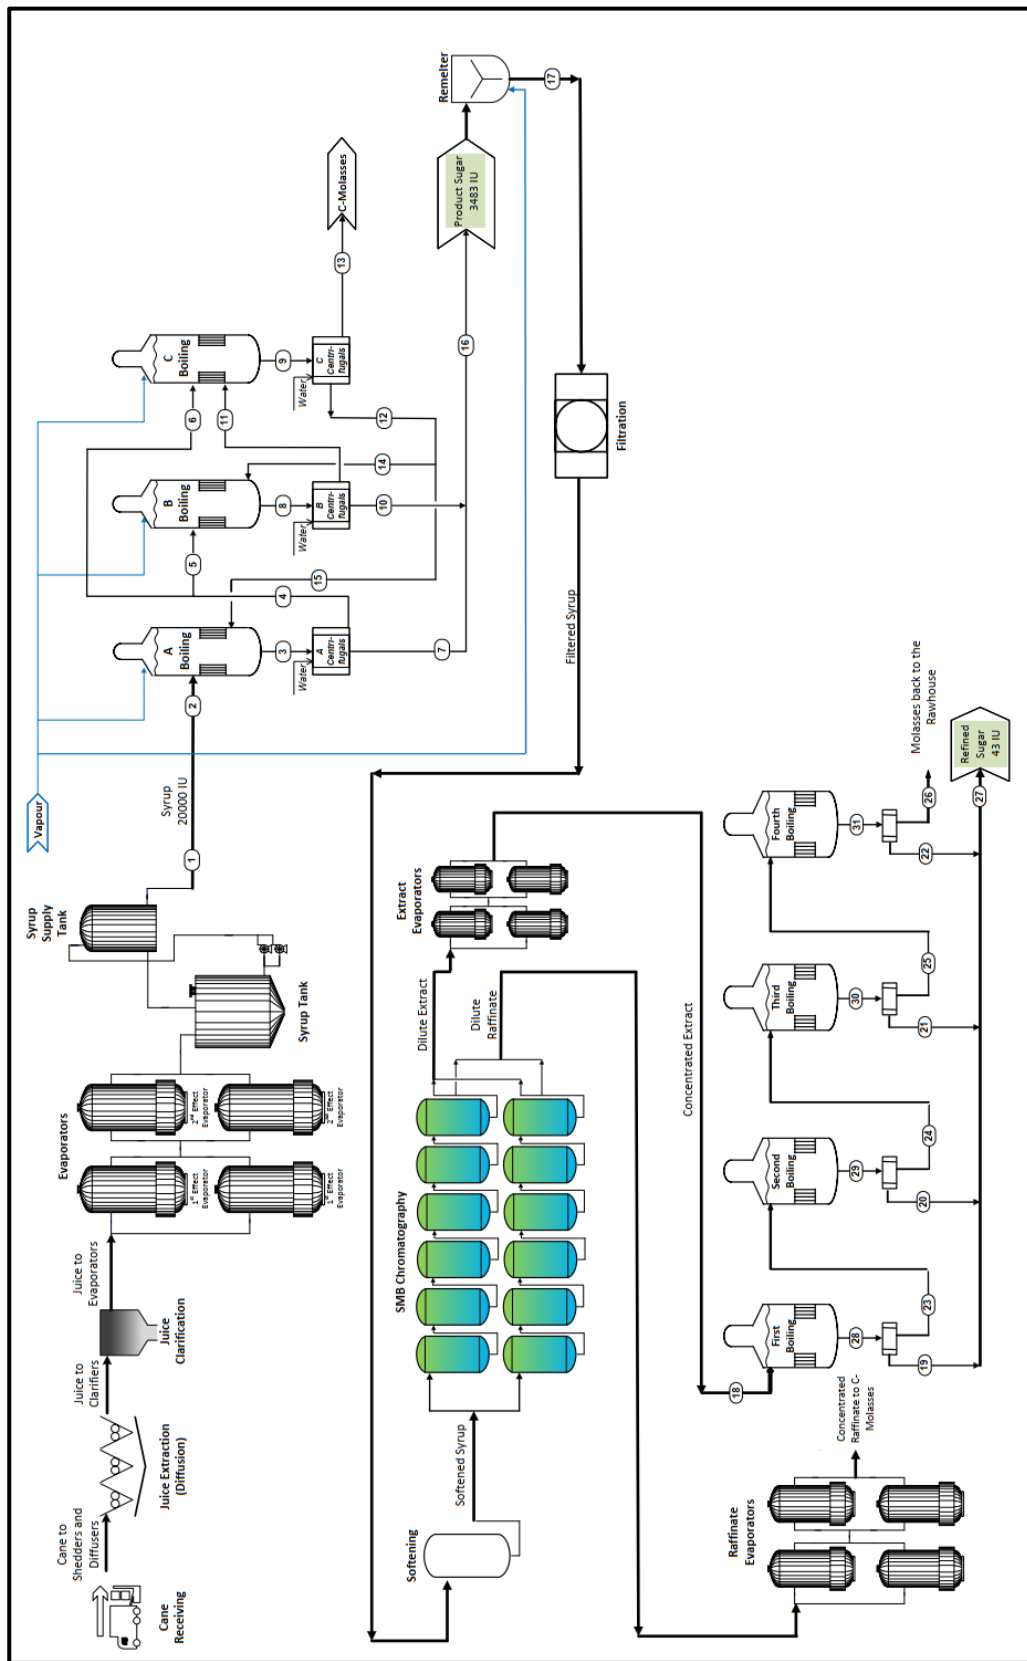 Cane
Receiving
Cane to
Shedders and
Diffusers
Juice Extraction
(Diffusion)
Juice to
Clarifiers
Juice
Clarification
Juice to
Evaporators
Evaporators
1st Effect
Evaporator
1st Effect
Evaporator
2nd Effect
Evaporator
2nd Effect
Evaporator
Syrup Tank
Syrup
Supply
Tank
1
Syrup
20000 IU
2
Vapour
A
Boiling
3
Water
A
Centri-
fugals
4
5
6
7
B
Boiling
8
Water
B
Centri-
fugals
10
11
C
Boiling
9
Water
C
Centri-
fugals
12
13
C-Molasses
14
15
16
Product Sugar
3483 IU
Remelter
17
Filtration
Filtered Syrup
Softening
Softened Syrup
SMB Chromatography
Dilute Extract
Dilute
Raffinate
Extract
Evaporators
Concentrated Extract
Raffinate
Evaporators
Concentrated
Raffinate to C-
Molasses
18
First
Boiling
28
19
23
Second
Boiling
29
20
24
Third
Boiling
30
21
25
Fourth
Boiling
31
22
26
Molasses back to the
Rawhouse
27
Refined
Sugar
43 IU